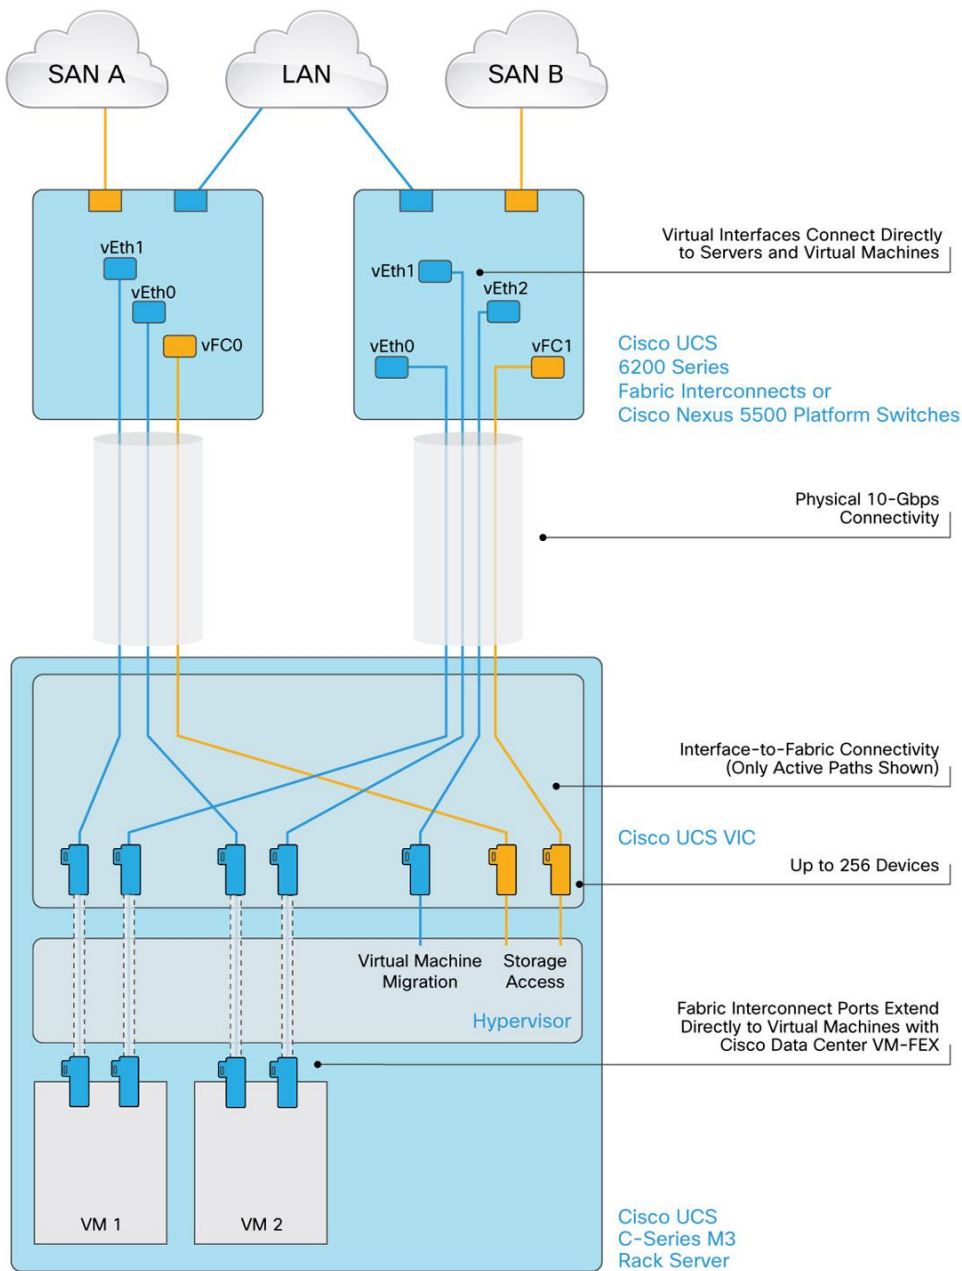 SAN A
LAN
SAN B
vEth1
vEth0
vFC0
vEth1
vEth2
vEth0
vFC1
Virtual Interfaces Connect Directly
to Servers and Virtual Machines
Cisco UCS
6200 Series
Fabric Interconnects or
Cisco Nexus 5500 Platform Switches
Physical 10-Gbps
Connectivity
Interface-to-Fabric Connectivity
(Only Active Paths Shown)
Cisco UCS VIC
Up to 256 Devices
Virtual Machine
Migration
Storage
Access
Hypervisor
Fabric Interconnect Ports Extend
Directly to Virtual Machines with
Cisco Data Center VM-FEX
VM 1
VM 2
Cisco UCS
C-Series M3
Rack Server